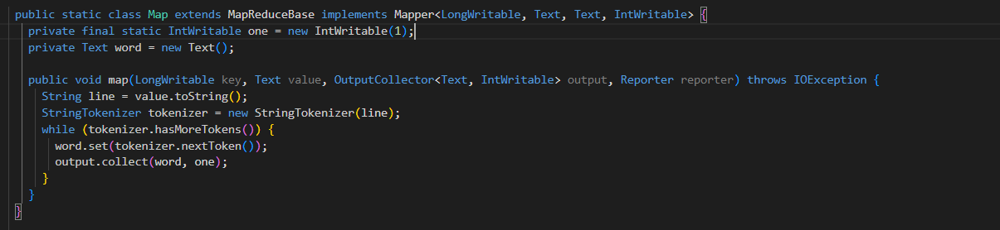 public static class Map extends MapReduceBase implements Mapper<LongWritable, Text, Text, IntWritable> {
  private final static IntWritable one = new IntWritable(1);
  private Text word = new Text();

  public void map(LongWritable key, Text value, OutputCollector<Text, IntWritable> output, Reporter reporter) throws IOException {
    String line = value.toString();
    StringTokenizer tokenizer = new StringTokenizer(line);
    while (tokenizer.hasMoreTokens()) {
      word.set(tokenizer.nextToken());
      output.collect(word, one);
    }
  }
}